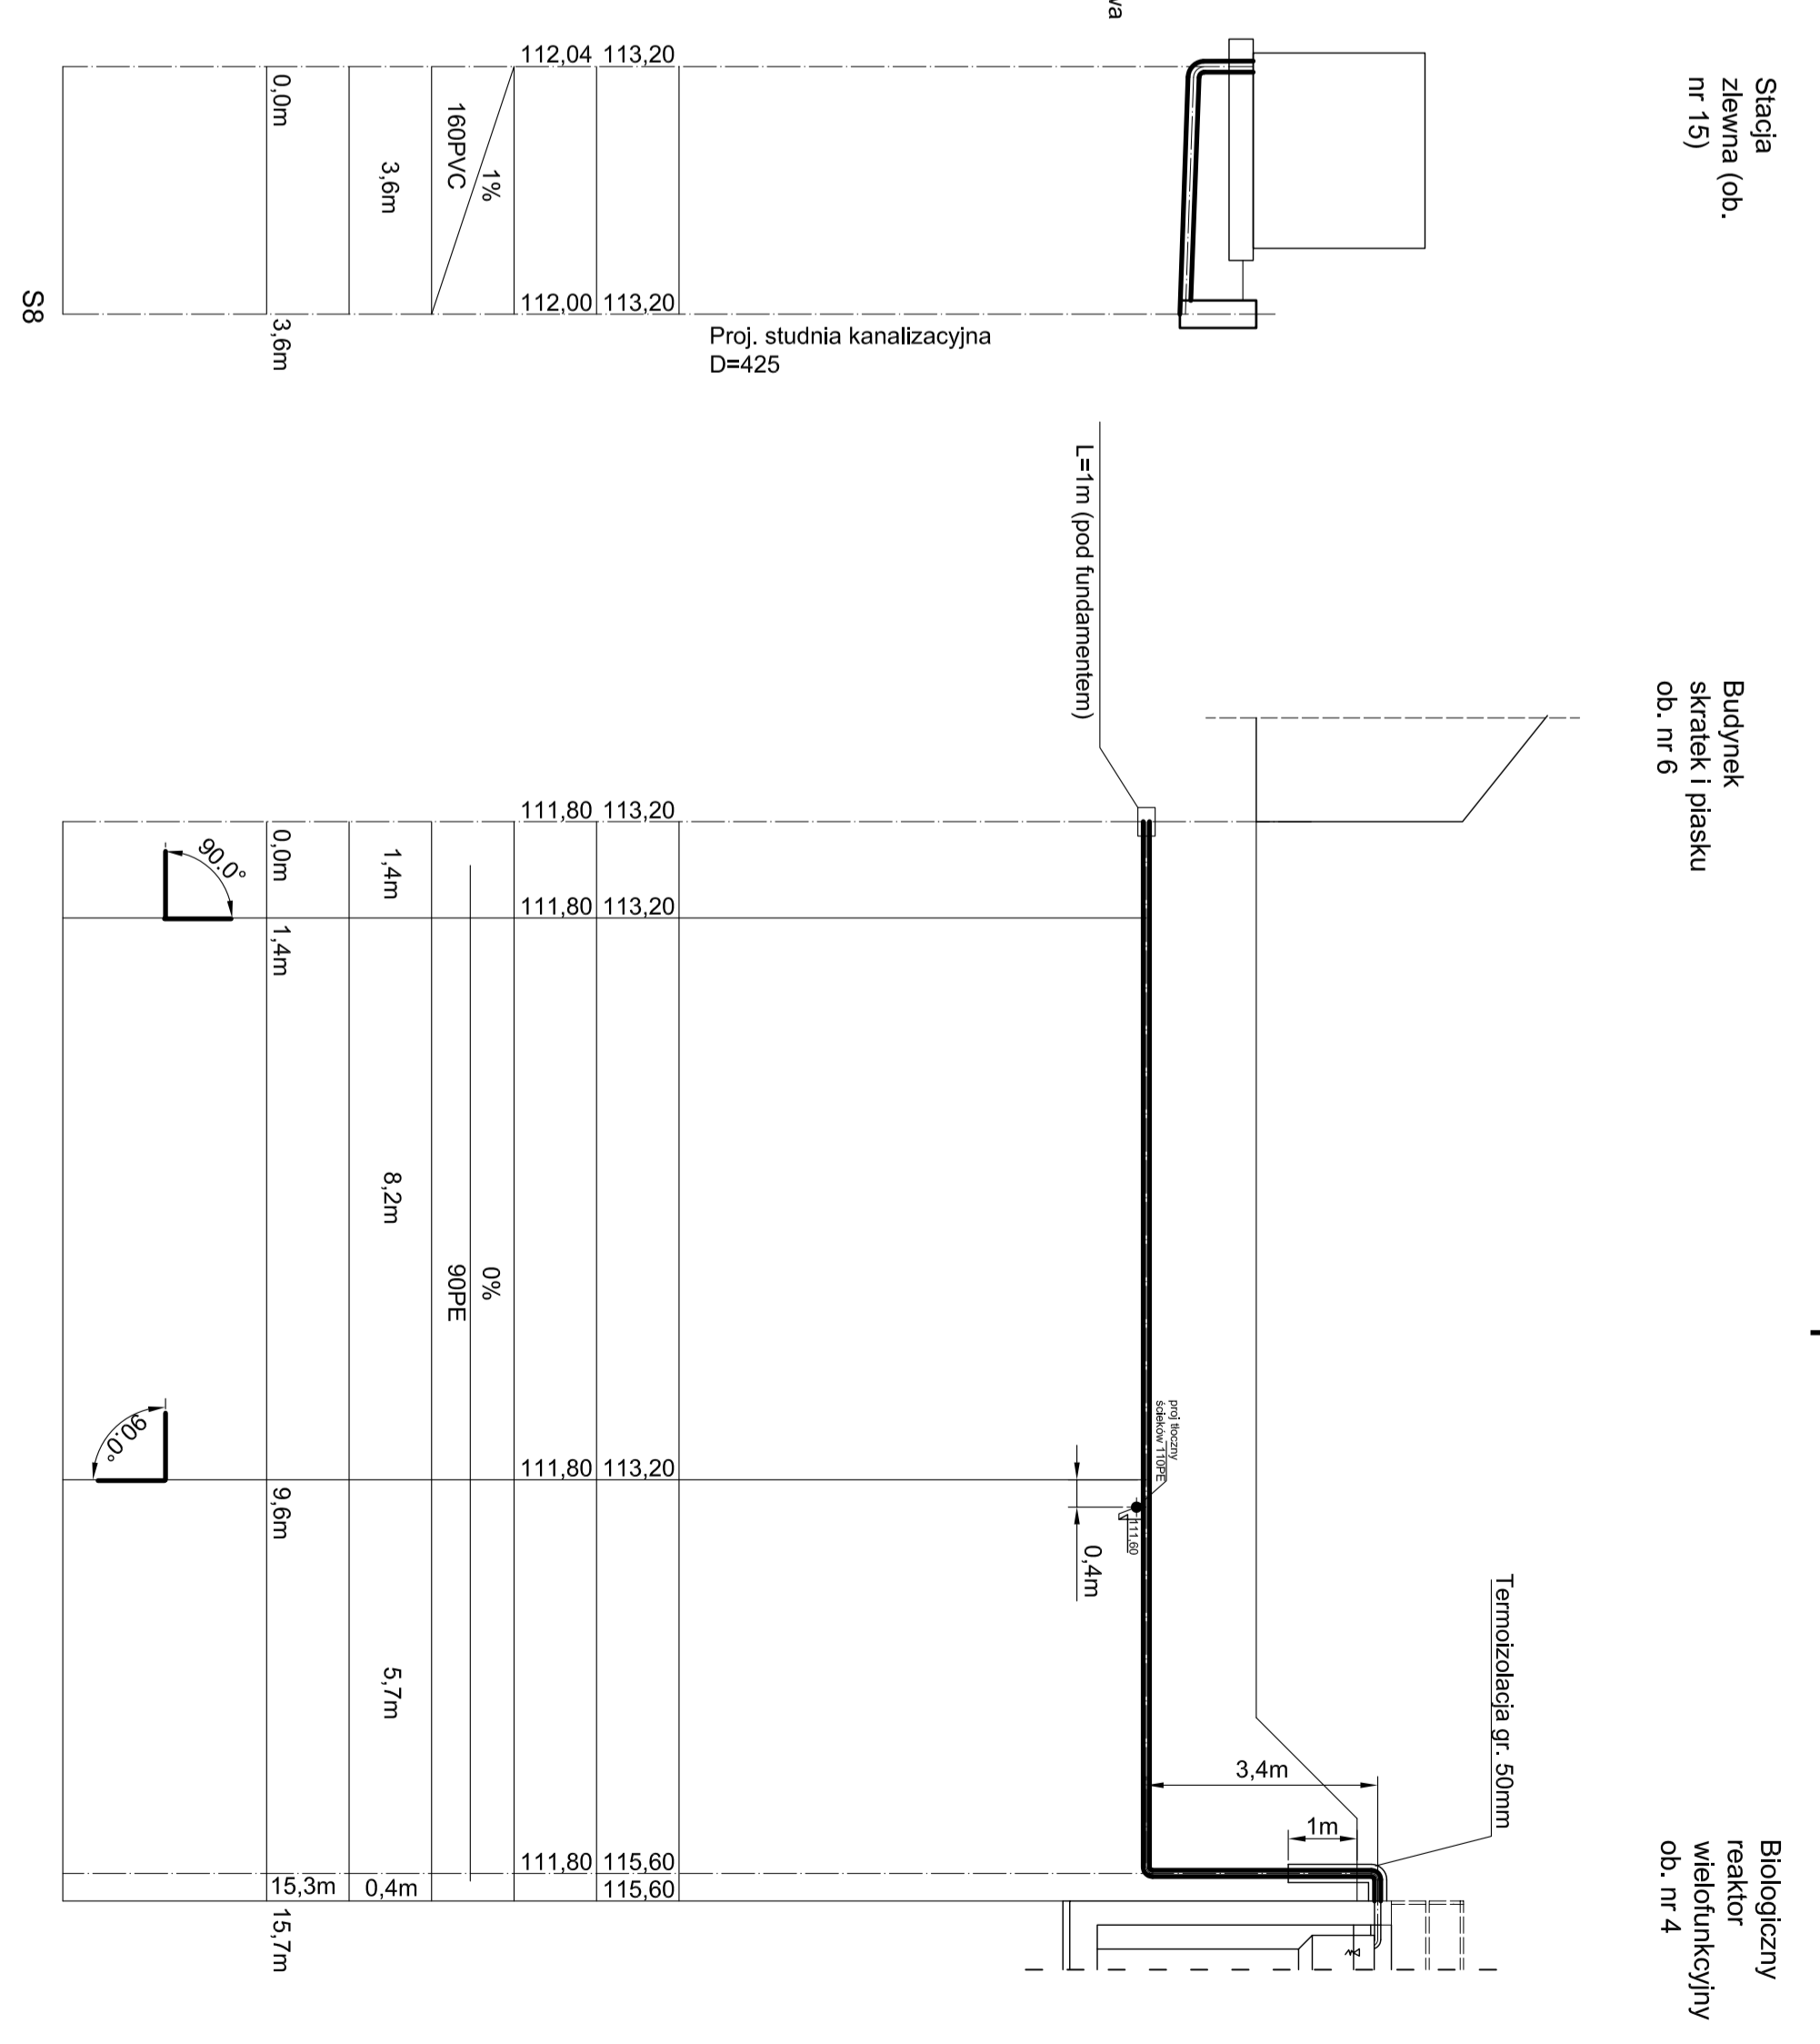 wa
Stacja
zlewna (ob.
nr 15)
112,04 113,20
0,0m
3,6m
160PVC
1%
112,00 113,20
3,6m
S8
Proj. studnia kanalizacyjna
D=425
L=1m (pod fundamentem)
Budynek
skratek i piasku
ob. nr 6
111,80 113,20
0,0m
1,4m
90.0°
111,80 113,20
1,4m
8,2m
0%
90PE
90.0°
111,80 113,20
9,6m
proj tłoczny
ścieków 110PE
111,60
0,4m
5,7m
Termoizolacja gr. 50mm
3,4m
1m
111,80 115,60
15,3m
0,4m
115,60
15,7m
Biologiczny
reaktor
wielofunkcyjny
ob. nr 4